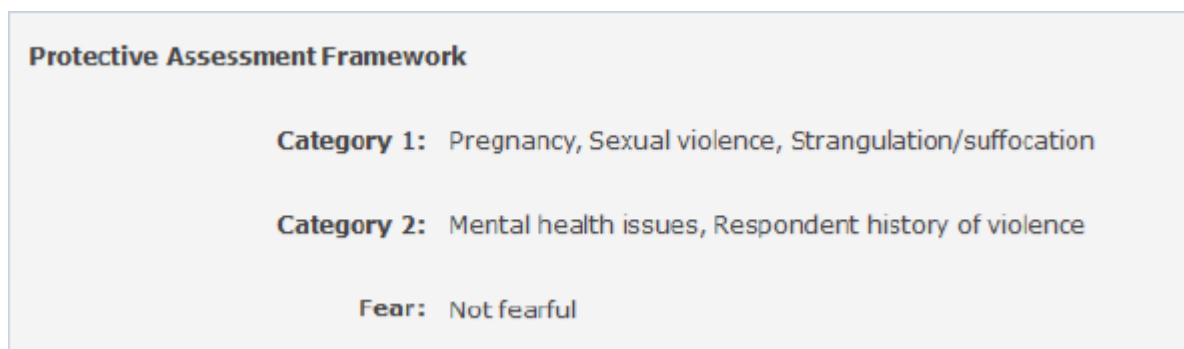 Protective Assessment Framework
Category 1: Pregnancy, Sexual violence, Strangulation/suffocation
Category 2: Mental health issues, Respondent history of violence
Fear: Not fearful